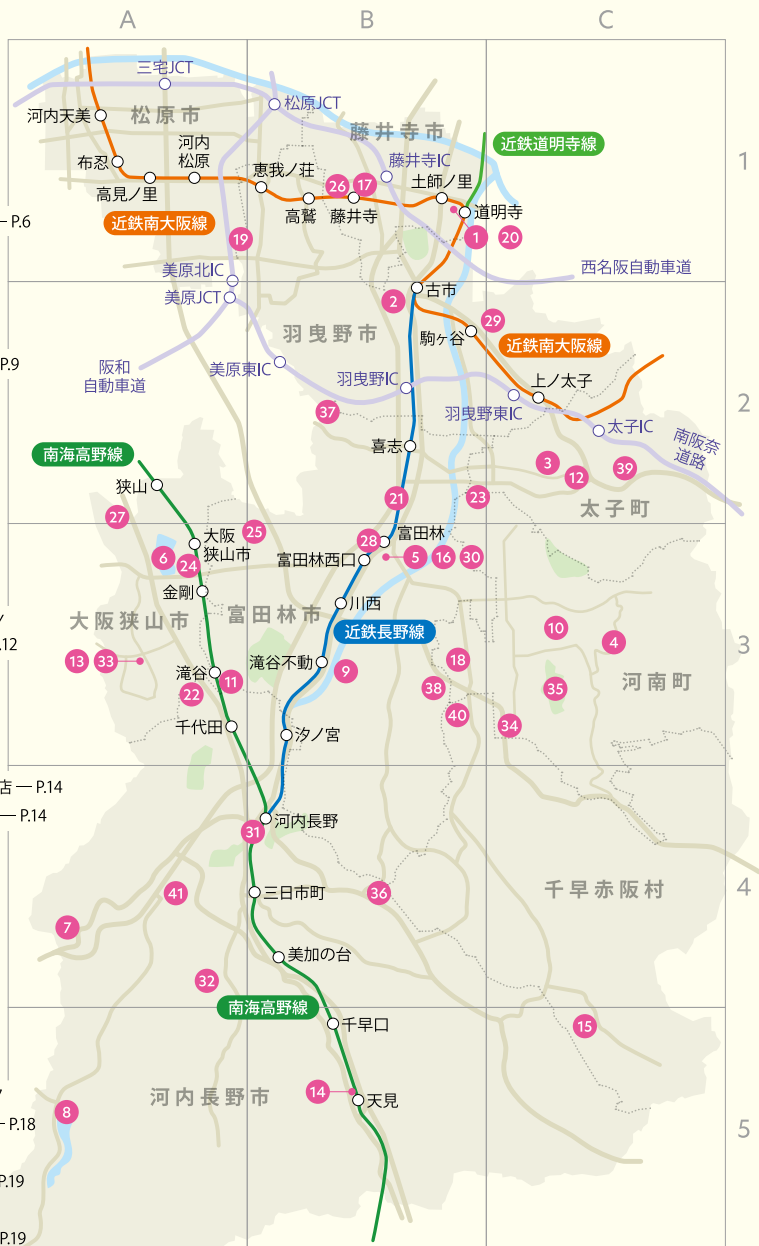 A
B
C
三宅JCT
松原JCT
河内天美
松原市
藤井寺市
近鉄道明寺線
1
布忍
河内
松原
恵我ノ荘
藤井寺IC
土師ノ里
高見ノ里
26
17
高鷲
藤井寺
道明寺
P.6
近鉄南大阪線
19
1
20
美原北IC
西名阪自動車道
美原JCT
2
古市
羽曳野市
駒ヶ谷
29
近鉄南大阪線
P.9
阪和
自動車道
美原東IC
羽曳野IC
上ノ太子
2
37
羽曳野東IC
太子IC
南阪奈
道路
南海高野線
喜志
3
12
39
狭山
21
23
太子町
27
大阪
狭山市
25
28
富田林
6
24
富田林西口
5
16
30
金剛
川西
大阪狭山市
富田林市
近鉄長野線
10
4
3
.12
13
33
滝谷
11
滝谷不動
9
18
22
38
35
河南町
40
34
千代田
汐ノ宮
店 — P.14
P.14
河内長野
31
41
三日市町
36
千早赤阪村
4
7
美加の台
32
南海高野線
千早口
15
河内長野市
14
天見
8
P.18
5
P.19
P.19